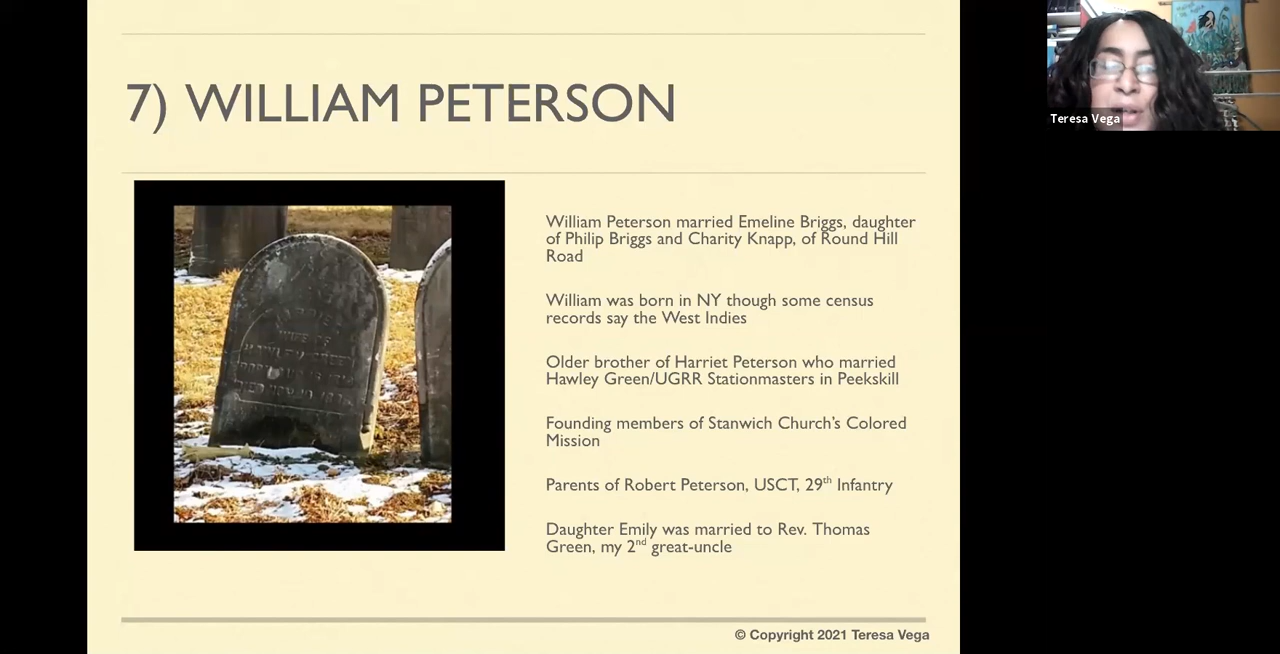 7) WILLIAM PETERSON
Teresa Vega
WIFE OF
HAWLEY GREEN
William Peterson married Emeline Briggs, daughter
of Philip Briggs and Charity Knapp, of Round Hill
Road
William was born in NY though some census
records say the West Indies
Older brother of Harriet Peterson who married
Hawley Green/UGRR Stationmasters in Peekskill
Founding members of Stanwich Church’s Colored
Mission
Parents of Robert Peterson, USCT, 29th Infantry
Daughter Emily was married to Rev. Thomas
Green, my 2nd great-uncle
© Copyright 2021 Teresa Vega